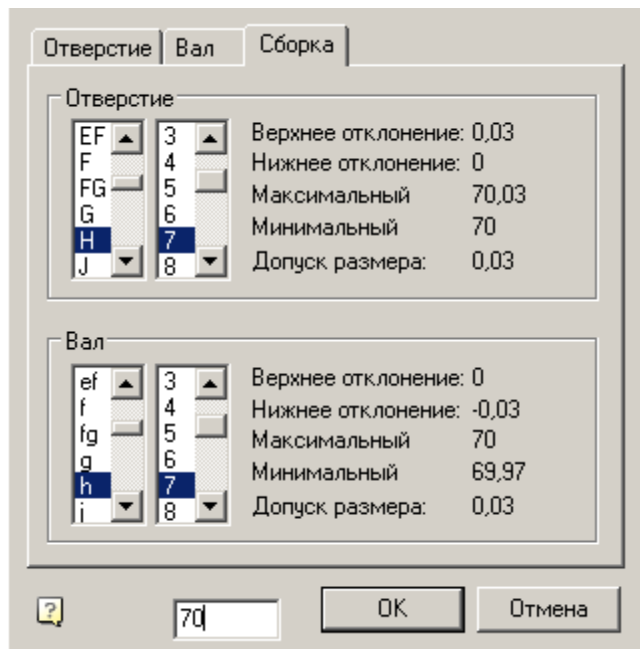 Отверстие Вал Сборка
Отверстие
EF 3 Верхнее отклонение: 0,03
F 4 Нижнее отклонение: 0
FG 5 Максимальный 70,03
G 6 Минимальный 70
H 7 Допуск размера: 0,03
J 8
Вал
ef 3 Верхнее отклонение: 0
f 4 Нижнее отклонение: -0,03
fg 5 Максимальный 70
g 6 Минимальный 69,97
h 7 Допуск размера: 0,03
j 8
? 70 OK Отмена